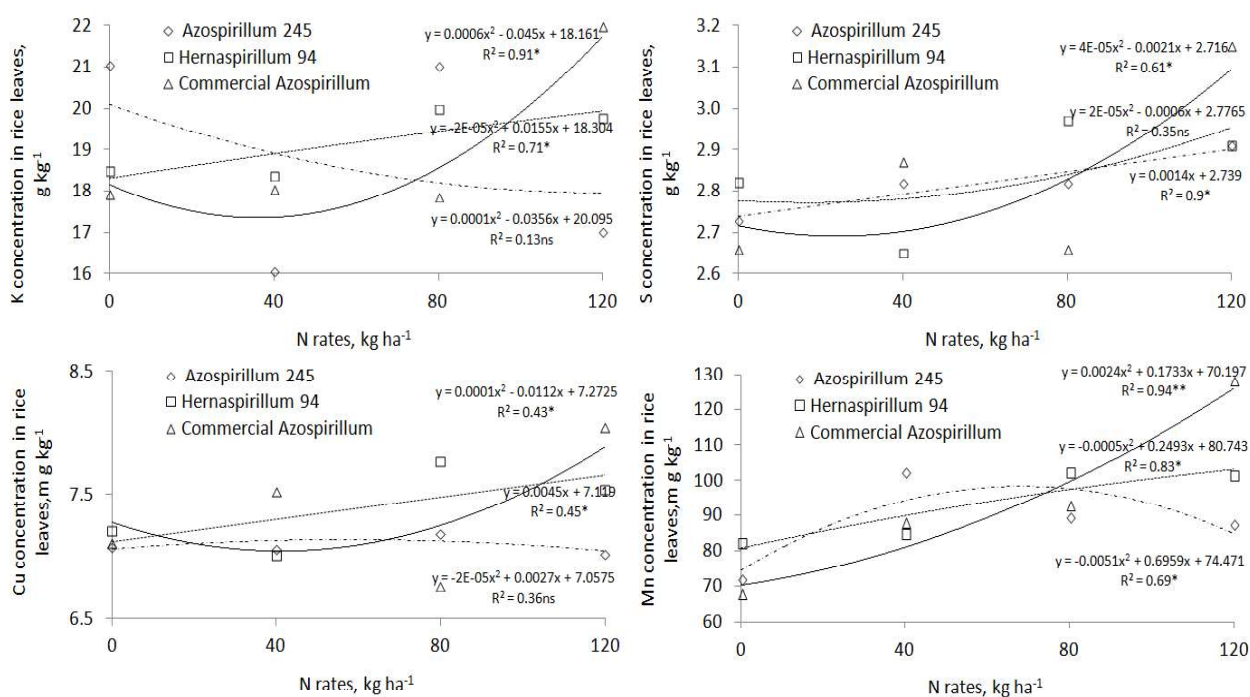 K concentration in rice leaves,
g kg-1
22
21
20
19
18
17
16
Azospirillum 245
Hernaspirillum 94
Commercial Azospirillum
y = 0.0006x² - 0.045x + 18.161
R² = 0.91*
y = -2E-05x² + 0.0155x + 18.304
R² = 0.71*
y = 0.0001x² - 0.0356x + 20.095
R² = 0.13ns
0 40 80 120
N rates, kg ha-1
S concentration in rice leaves,
g kg-1
3.2
3.1
3.0
2.9
2.8
2.7
2.6
Azospirillum 245
Hernaspirillum 94
Commercial Azospirillum
y = 4E-05x² - 0.0021x + 2.716
R² = 0.61*
y = 2E-05x² - 0.0006x + 2.7765
R² = 0.35ns
y = 0.0014x + 2.739
R² = 0.9*
0 40 80 120
N rates, kg ha-1
Cu concentration in rice
leaves,m g kg-1
8.5
7.5
6.5
Azospirillum 245
Hernaspirillum 94
Commercial Azospirillum
y = 0.0001x² - 0.0112x + 7.2725
R² = 0.43*
y = 0.0045x + 7.119
R² = 0.45*
y = -2E-05x² + 0.0027x + 7.0575
R² = 0.36ns
0 40 80 120
N rates, kg ha-1
Mn concentration in rice
leaves,m g kg-1
130
120
110
100
90
80
70
60
Azospirillum 245
Hernaspirillum 94
Commercial Azospirillum
y = 0.0024x² + 0.1733x + 70.197
R² = 0.94**
y = -0.0005x² + 0.2493x + 80.743
R² = 0.83*
y = -0.0051x² + 0.6959x + 74.471
R² = 0.69*
0 40 80 120
N rates, kg ha-1